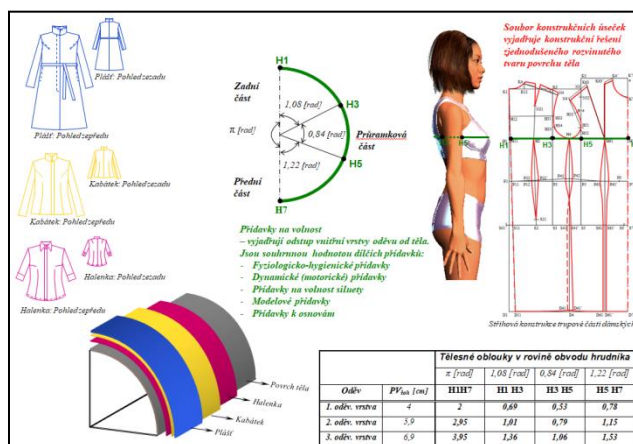 Plášť: Pohled zezadu
Plášť: Pohled zepředu
Kabátek: Pohled zezadu
Kabátek: Pohled zepředu
Halenka: Pohled zezadu
Halenka: Pohled zepředu
H1
Zadní
část
1,08 [rad]
H3
π [rad]
0,84 [rad]
Průramková
část
1,22 [rad]
H5
Přední
část
H7
Přídavky na volnost
– vyjadřují odstup vnitřní vrstvy oděvu od těla.
Jsou souhrnnou hodnotou dílčích přídavků:
- Fyziologicko-hygienické přídavky
- Dynamické (motorické) přídavky
- Přídavky na volnost siluety
- Modelové přídavky
- Přídavky k osnovám
Soubor konstrukčních úseček
vyjadřuje konstrukční řešení
zjednodušeného rozvinutého
tvaru povrchu těla
H1
H3
H5
Střihová konstrukce trupové části dámských
Povrch těla
Halenka
Kabátek
Plášť
Tělesné oblouky v rovině obvodu hrudníka
π [rad] 1,08 [rad] 0,84 [rad] 1,22 [rad]
Oděv [cm] H1H7 H1 H3 H3 H5 H5 H7
1. oděv. vrstva 4 2 0,69 0,53 0,78
2. oděv. vrstva 5,9 2,95 1,01 0,79 1,15
3. oděv. vrstva 6,9 3,95 1,36 1,06 1,53